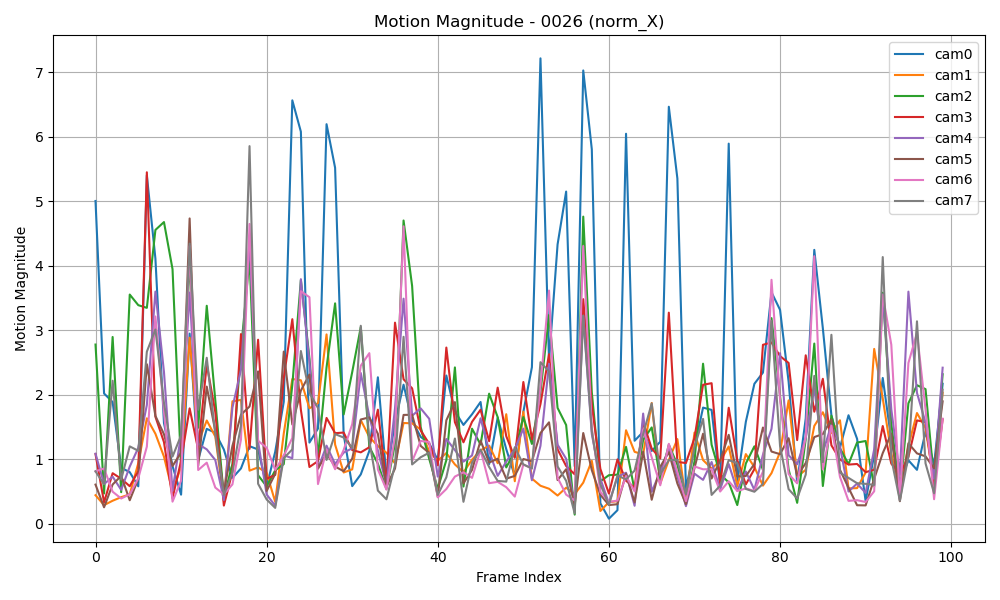 Motion Magnitude - 0026 (norm_X)
Motion Magnitude
7
6
5
4
3
2
1
0
0 20 40 60 80 100
Frame Index
cam0
cam1
cam2
cam3
cam4
cam5
cam6
cam7